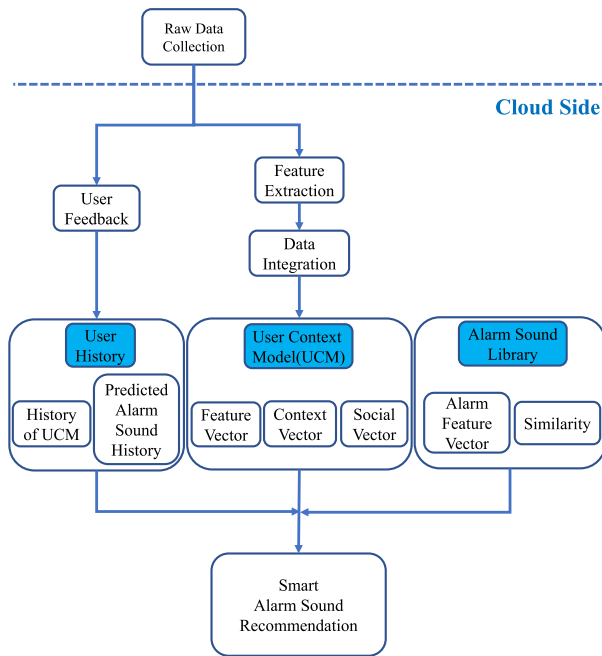 Raw Data
Collection
Cloud Side
Feature
Extraction
User
Feedback
Data
Integration
User
History
History
of UCM
Predicted
Alarm
Sound
History
User Context
Model(UCM)
Feature
Vector
Context
Vector
Social
Vector
Alarm Sound
Library
Alarm
Feature
Vector
Similarity
Smart
Alarm Sound
Recommendation